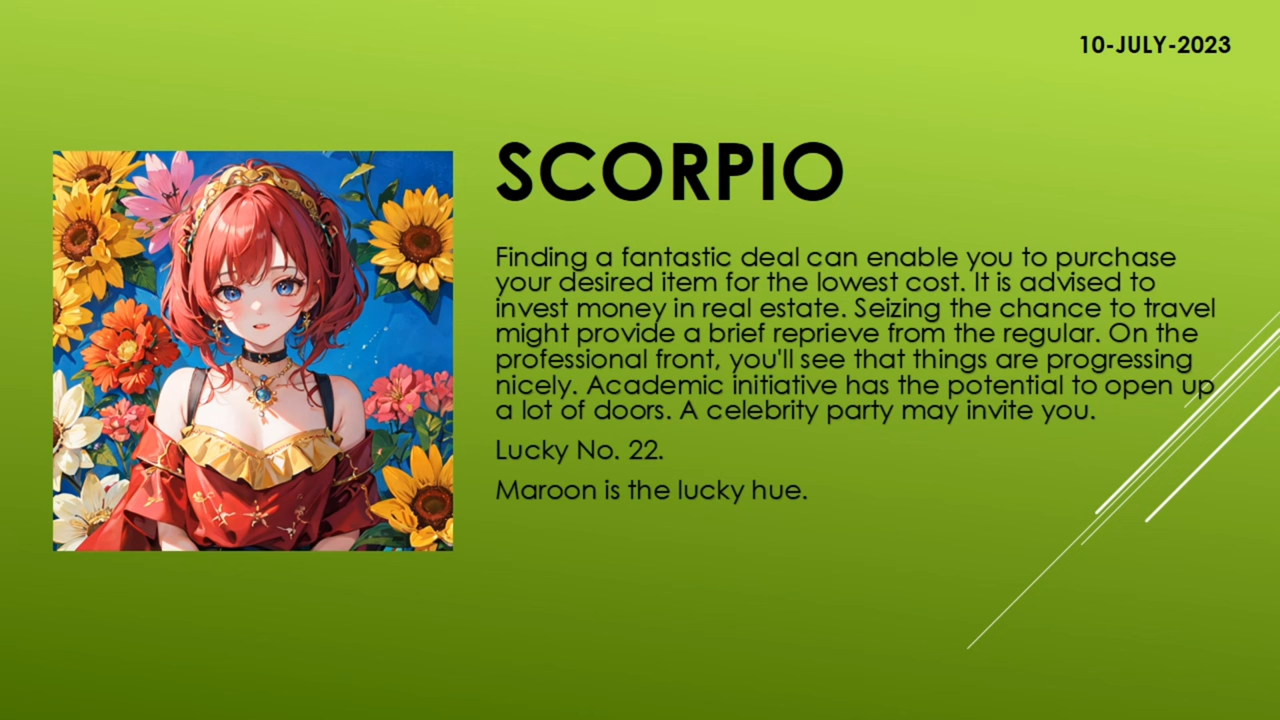 10-JULY-2023
SCORPIO
Finding a fantastic deal can enable you to purchase
your desired item for the lowest cost. It is advised to
invest money in real estate. Seizing the chance to travel
might provide a brief reprieve from the regular. On the
professional front, you'll see that things are progressing
nicely. Academic initiative has the potential to open up
a lot of doors. A celebrity party may invite you.
Lucky No. 22.
Maroon is the lucky hue.